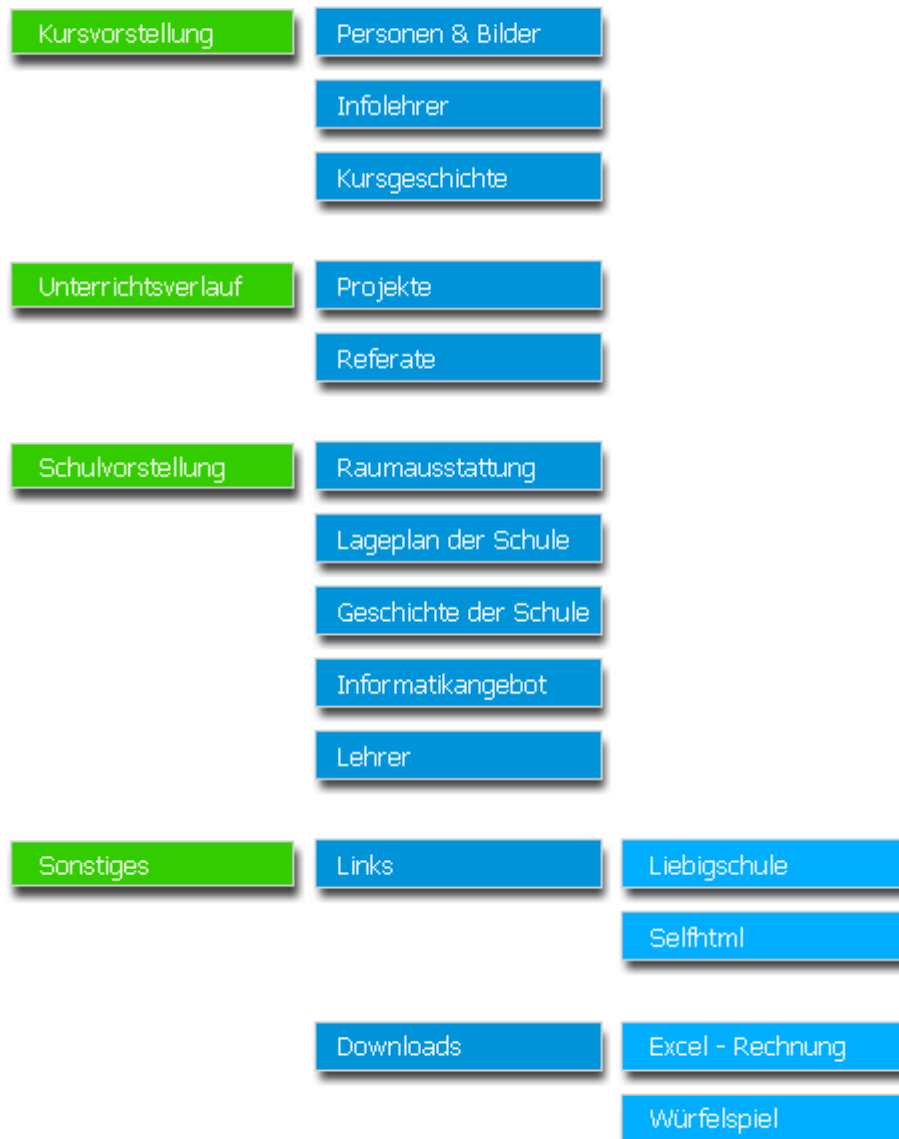 Kursvorstellung
Personen & Bilder
Infolehrer
Kursgeschichte
Unterrichtsverlauf
Projekte
Referate
Schulvorstellung
Raumausstattung
Lageplan der Schule
Geschichte der Schule
Informatikangebot
Lehrer
Sonstiges
Links
Liebigschule
Selfhtml
Downloads
Excel - Rechnung
Würfelspiel